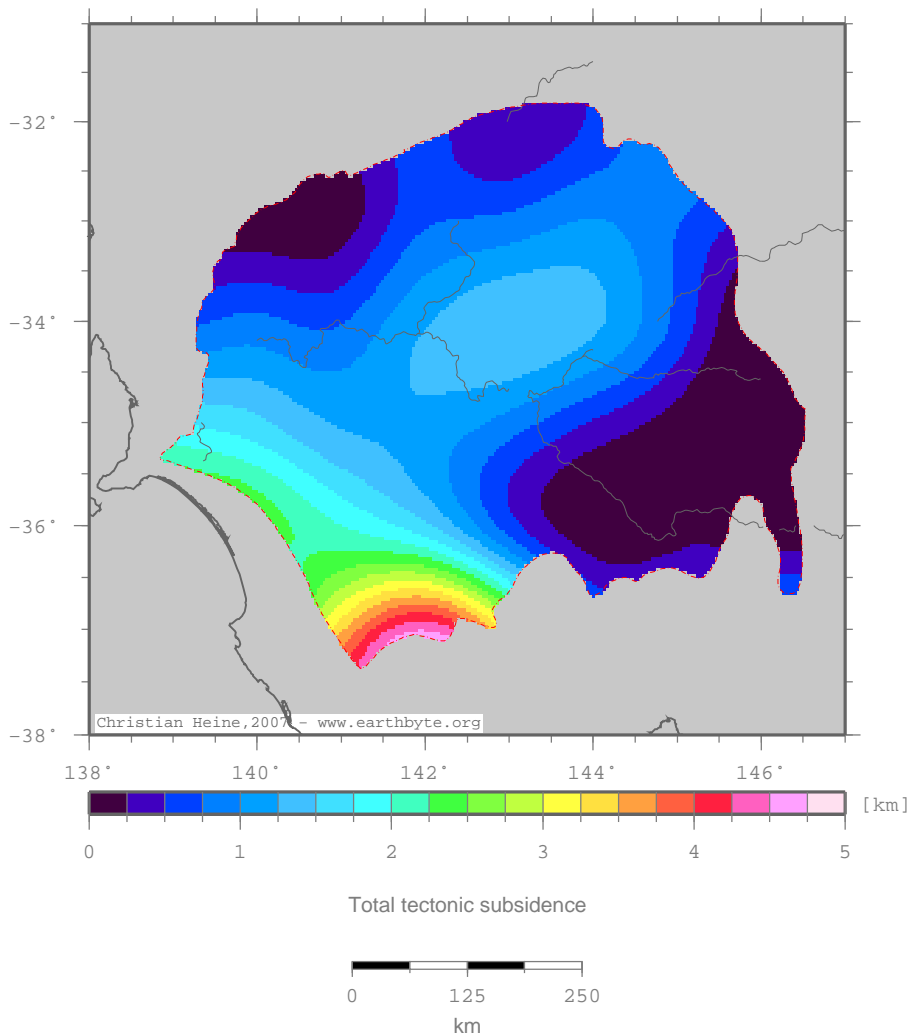 -32°
-34°
-36°
-38°
Christian Heine,2007 - www.earthbyte.org
138° 140° 142° 144° 146°
[km]
0 1 2 3 4 5
Total tectonic subsidence
0 125 250
km